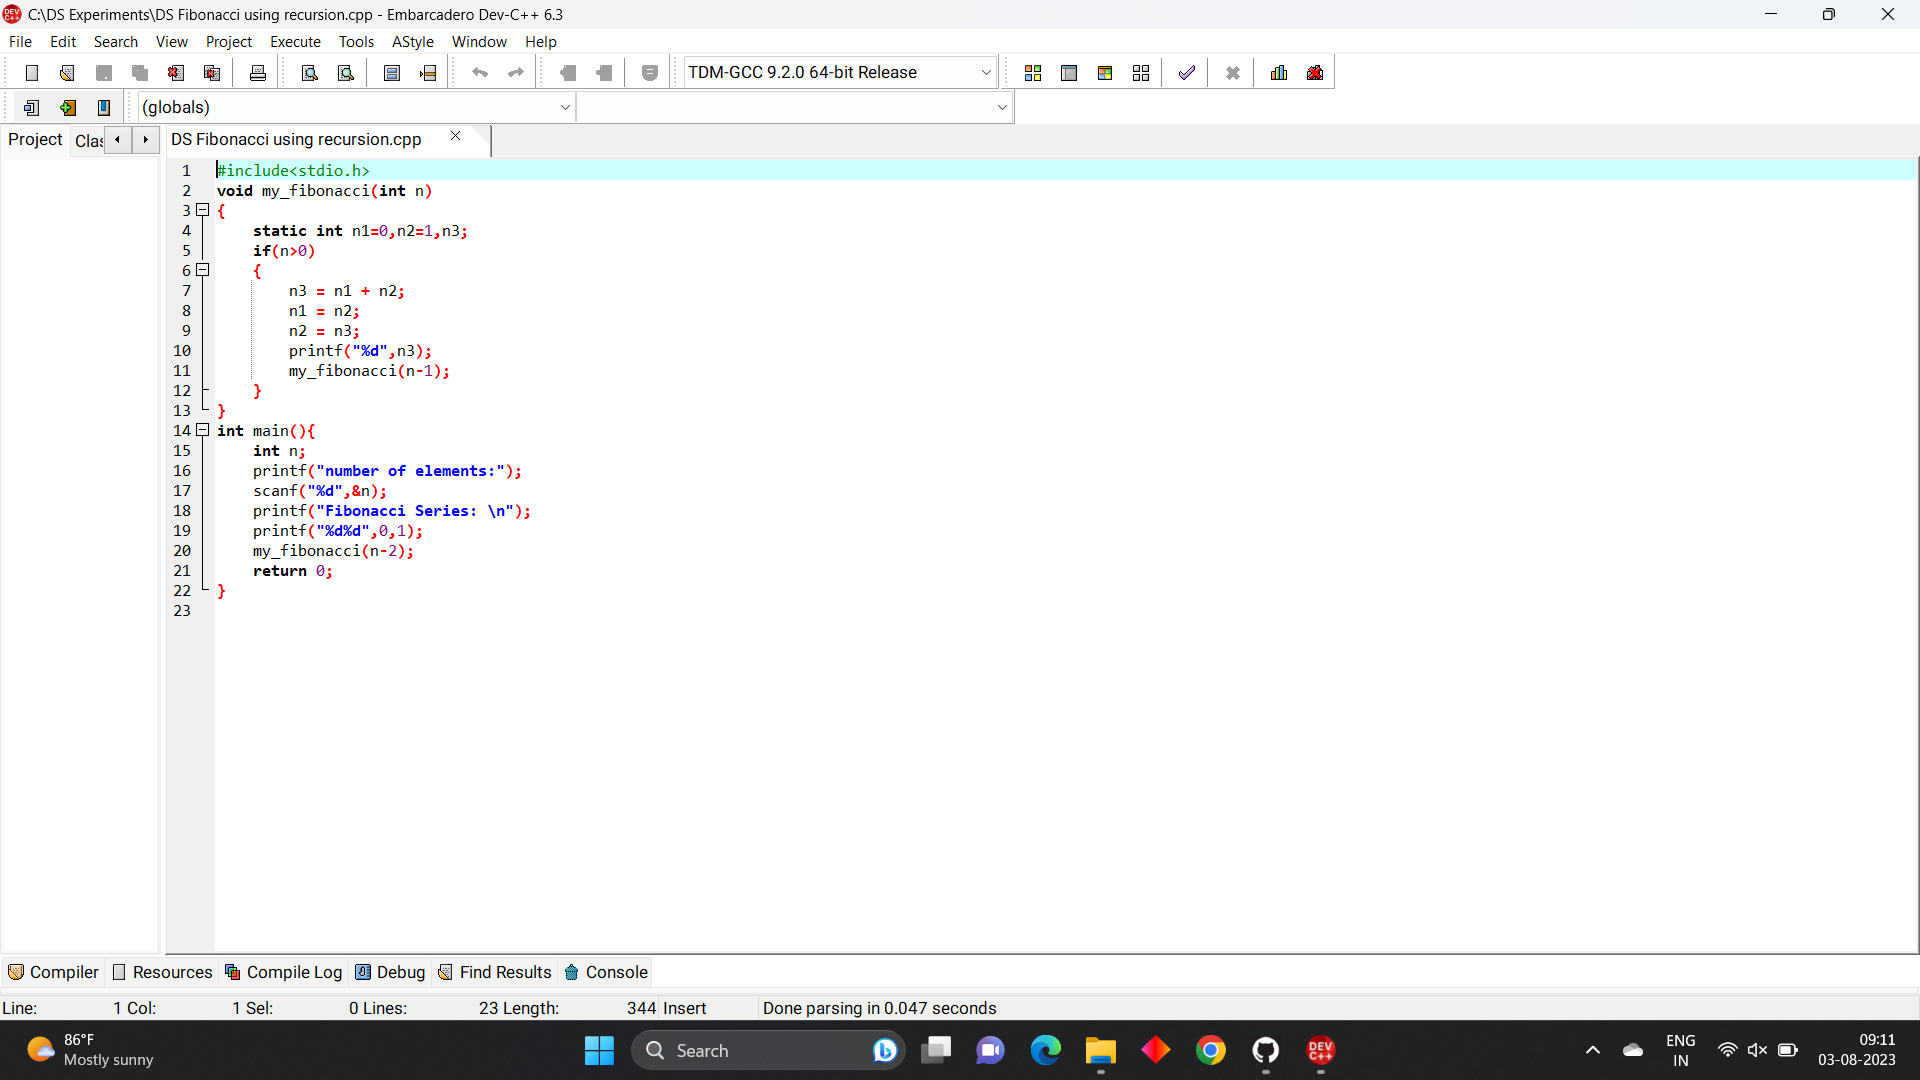 C:\DS Experiments\DS Fibonacci using recursion.cpp - Embarcadero Dev-C++ 6.3
File Edit Search View Project Execute Tools AStyle Window Help
TDM-GCC 9.2.0 64-bit Release
(globals)
Project Clas DS Fibonacci using recursion.cpp
1 #include<stdio.h>
2 void my_fibonacci(int n)
3 {
4 static int n1=0,n2=1,n3;
5 if(n>0)
6 {
7 n3 = n1 + n2;
8 n1 = n2;
9 n2 = n3;
10 printf("%d",n3);
11 my_fibonacci(n-1);
12 }
13 }
14 int main(){
15 int n;
16 printf("number of elements:");
17 scanf("%d",&n);
18 printf("Fibonacci Series: \n");
19 printf("%d%d",0,1);
20 my_fibonacci(n-2);
21 return 0;
22 }
23
Compiler Resources Compile Log Debug Find Results Console
Line: 1 Col: 1 Sel: 0 Lines: 23 Length: 344 Insert Done parsing in 0.047 seconds
86°F
Mostly sunny
Search
DEV
C++
ENG
IN
09:11
03-08-2023